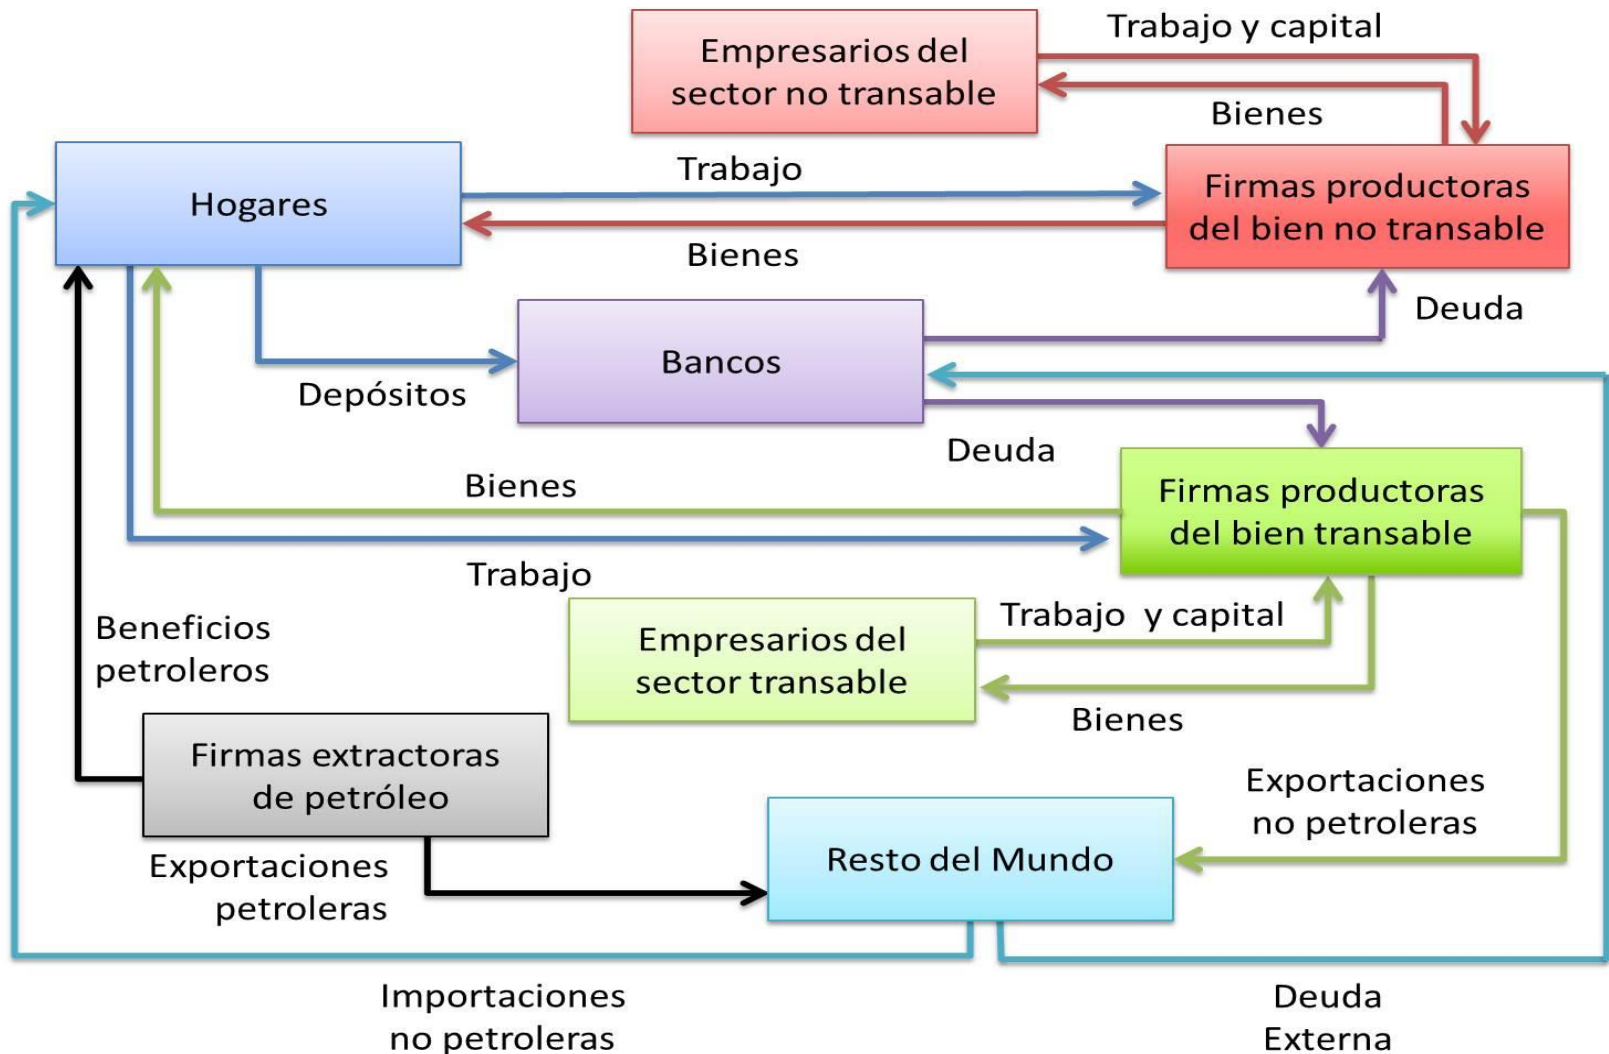 Empresarios del
sector no transable
Trabajo y capital
Bienes
Hogares
Trabajo
Firmas productoras
del bien no transable
Bienes
Deuda
Bancos
Depósitos
Deuda
Bienes
Firmas productoras
del bien transable
Trabajo
Beneficios
petroleros
Empresarios del
sector transable
Trabajo y capital
Bienes
Firmas extractoras
de petróleo
Exportaciones
no petroleras
Resto del Mundo
Exportaciones
petroleras
Importaciones
no petroleras
Deuda
Externa